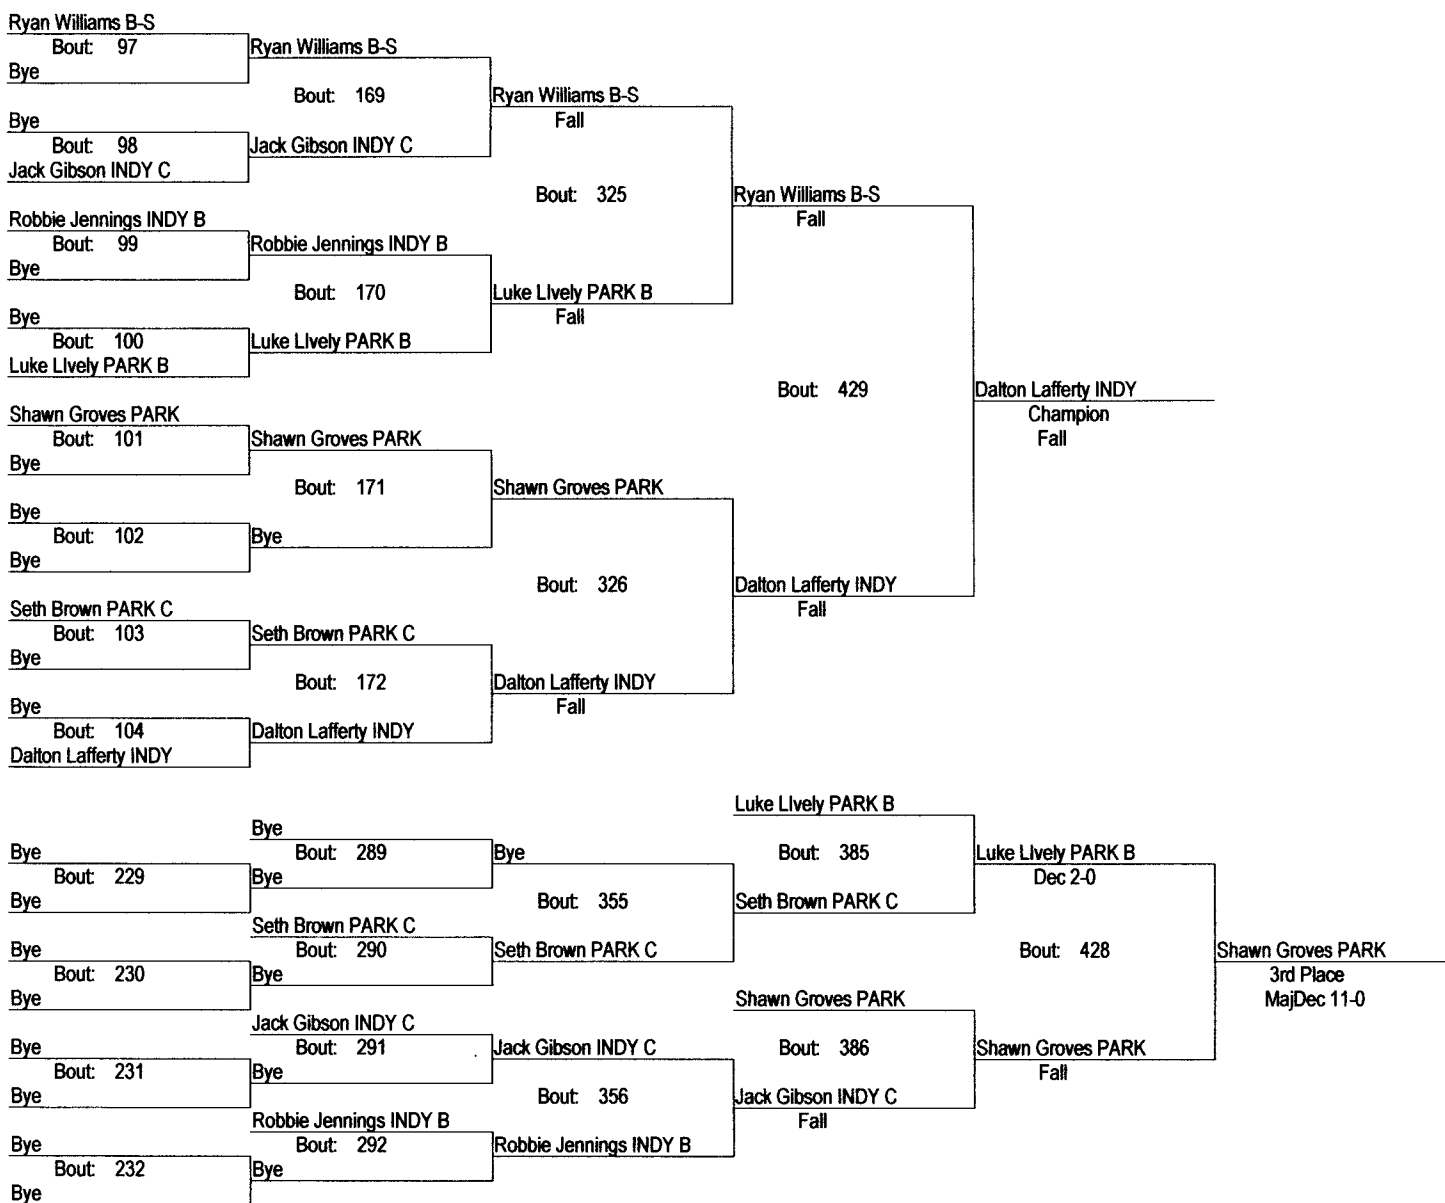 Ryan Williams B-S
Bout: 97
Bye
Ryan Williams B-S
Bout: 169
Bye
Bout: 98
Jack Gibson INDY C
Jack Gibson INDY C
Ryan Williams B-S
Fall
Bout: 325
Robbie Jennings INDY B
Bout: 99
Bye
Robbie Jennings INDY B
Bout: 170
Bye
Bout: 100
Luke LIvely PARK B
Luke LIvely PARK B
Luke LIvely PARK B
Fall
Ryan Williams B-S
Fall
Bout: 429
Shawn Groves PARK
Bout: 101
Bye
Shawn Groves PARK
Bout: 171
Bye
Bout: 102
Bye
Bye
Shawn Groves PARK
Bout: 326
Seth Brown PARK C
Bout: 103
Bye
Seth Brown PARK C
Bout: 172
Bye
Bout: 104
Dalton Lafferty INDY
Dalton Lafferty INDY
Dalton Lafferty INDY
Fall
Dalton Lafferty INDY
Fall
Dalton Lafferty INDY
Champion
Fall
Bye
Bout: 229
Bye
Bye
Bout: 289
Bye
Bye
Bout: 355
Bye
Bout: 230
Bye
Seth Brown PARK C
Bout: 290
Bye
Seth Brown PARK C
Luke LIvely PARK B
Bout: 385
Seth Brown PARK C
Luke LIvely PARK B
Dec 2-0
Bout: 428
Bye
Bout: 231
Bye
Jack Gibson INDY C
Bout: 291
Bye
Jack Gibson INDY C
Bout: 356
Bye
Bout: 232
Bye
Robbie Jennings INDY B
Bout: 292
Bye
Robbie Jennings INDY B
Shawn Groves PARK
Bout: 386
Jack Gibson INDY C
Fall
Shawn Groves PARK
Fall
Shawn Groves PARK
3rd Place
MajDec 11-0